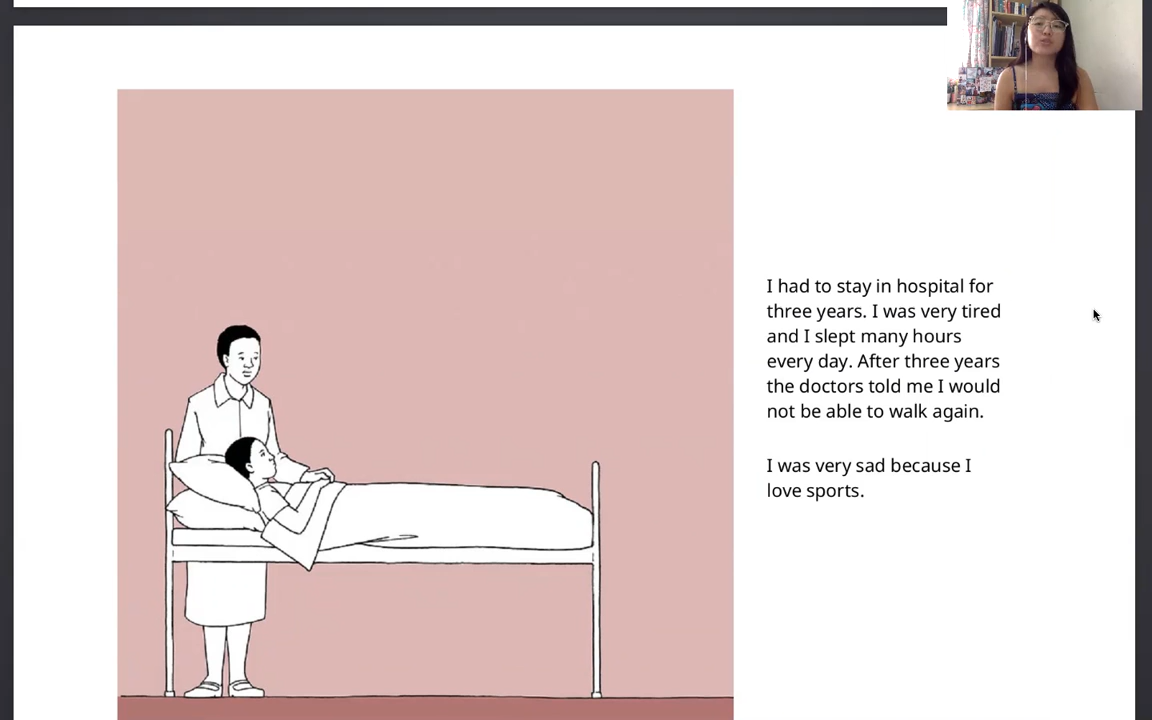 I had to stay in hospital for
three years. I was very tired
and I slept many hours
every day. After three years
the doctors told me I would
not be able to walk again.
I was very sad because I
love sports.